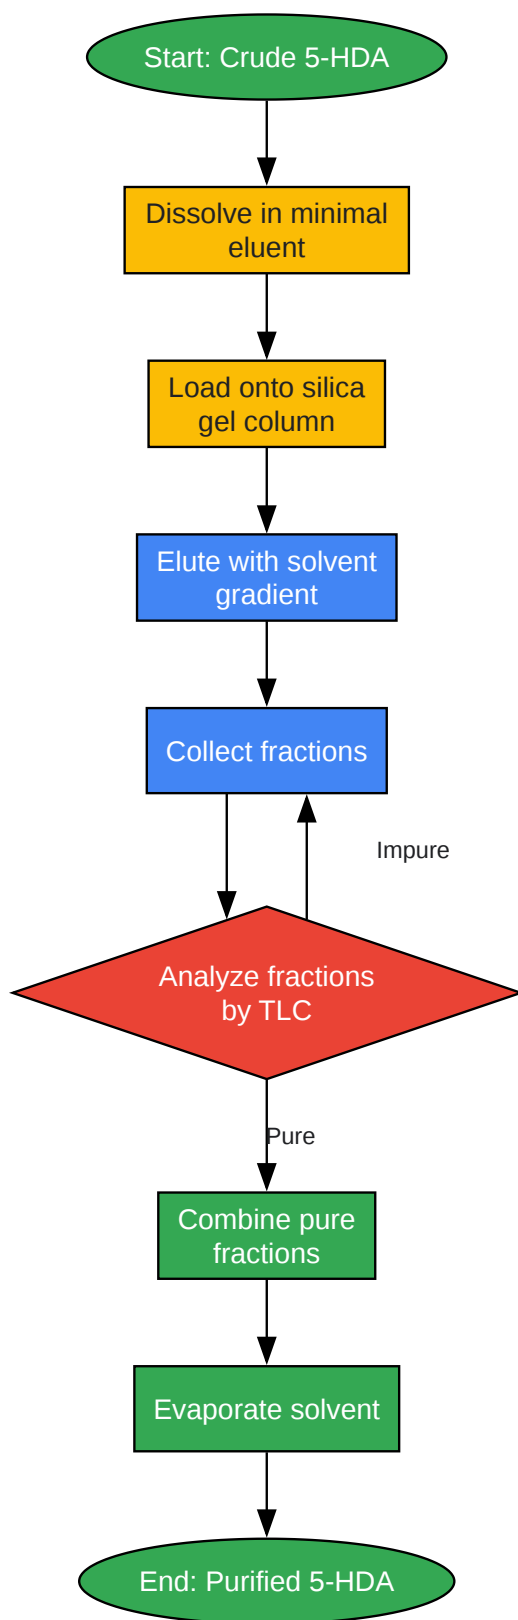 Start: Crude 5-HDA
Dissolve in minimal
eluent
Load onto silica
gel column
Elute with solvent
gradient
Collect fractions
Impure
Analyze fractions
by TLC
Pure
Combine pure
fractions
Evaporate solvent
End: Purified 5-HDA